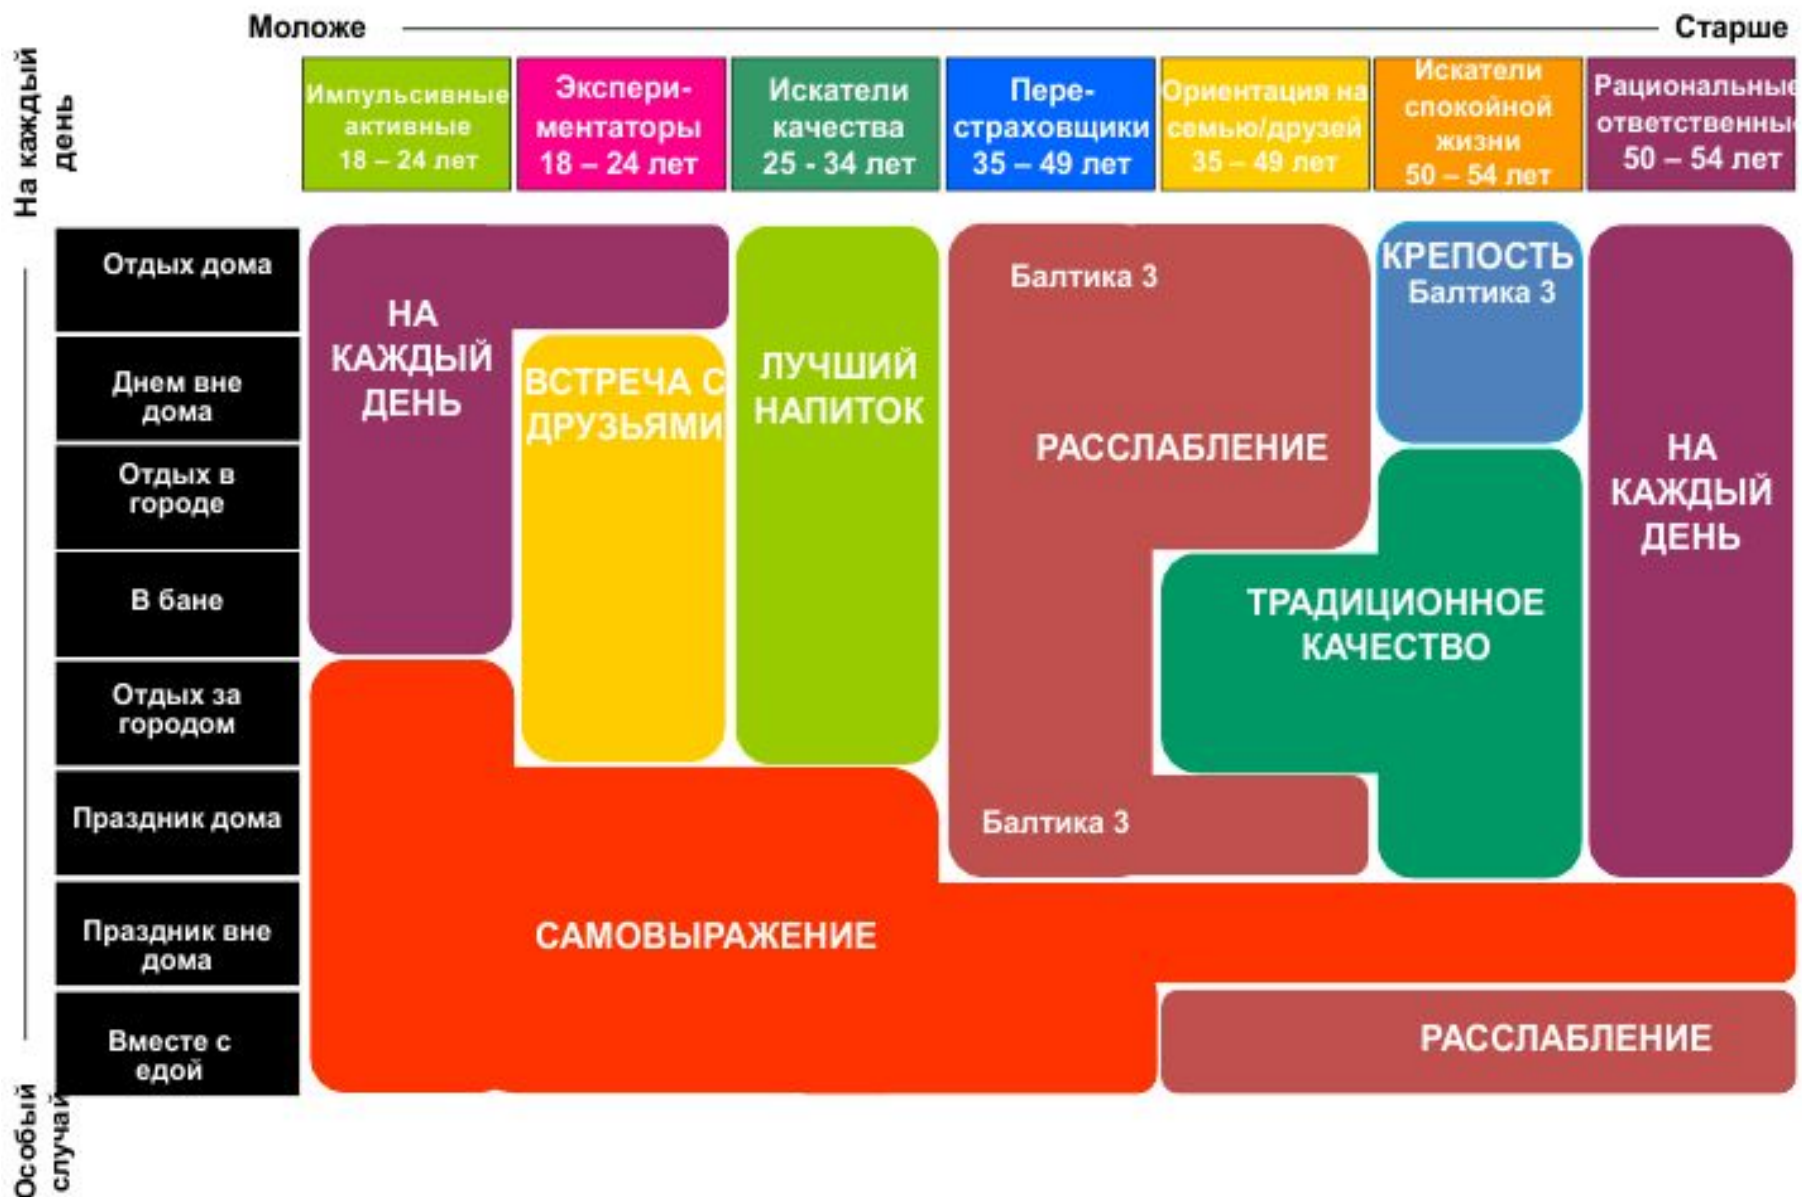 Моложе
Старше
На каждый
день
Импульсивные
активные
18 – 24 лет
Экспери-
ментаторы
18 – 24 лет
Искатели
качества
25 - 34 лет
Пере-
страховщики
35 – 49 лет
Ориентация на
семью/друзей
35 – 49 лет
Искатели
спокойной
жизни
50 – 54 лет
Рациональные
ответственны
50 – 54 лет
Отдых дома
Днем вне
дома
Отдых в
городе
В бане
Отдых за
городом
Праздник дома
Праздник вне
дома
Вместе с
едой
Особый
случай
НА
КАЖДЫЙ
ДЕНЬ
ВСТРЕЧА С
ДРУЗЬЯМИ
ЛУЧШИЙ
НАПИТОК
Балтика 3
РАССЛАБЛЕНИЕ
Балтика 3
КРЕПОСТЬ
Балтика 3
ТРАДИЦИОННОЕ
КАЧЕСТВО
НА
КАЖДЫЙ
ДЕНЬ
САМОВЫРАЖЕНИЕ
РАССЛАБЛЕНИЕ